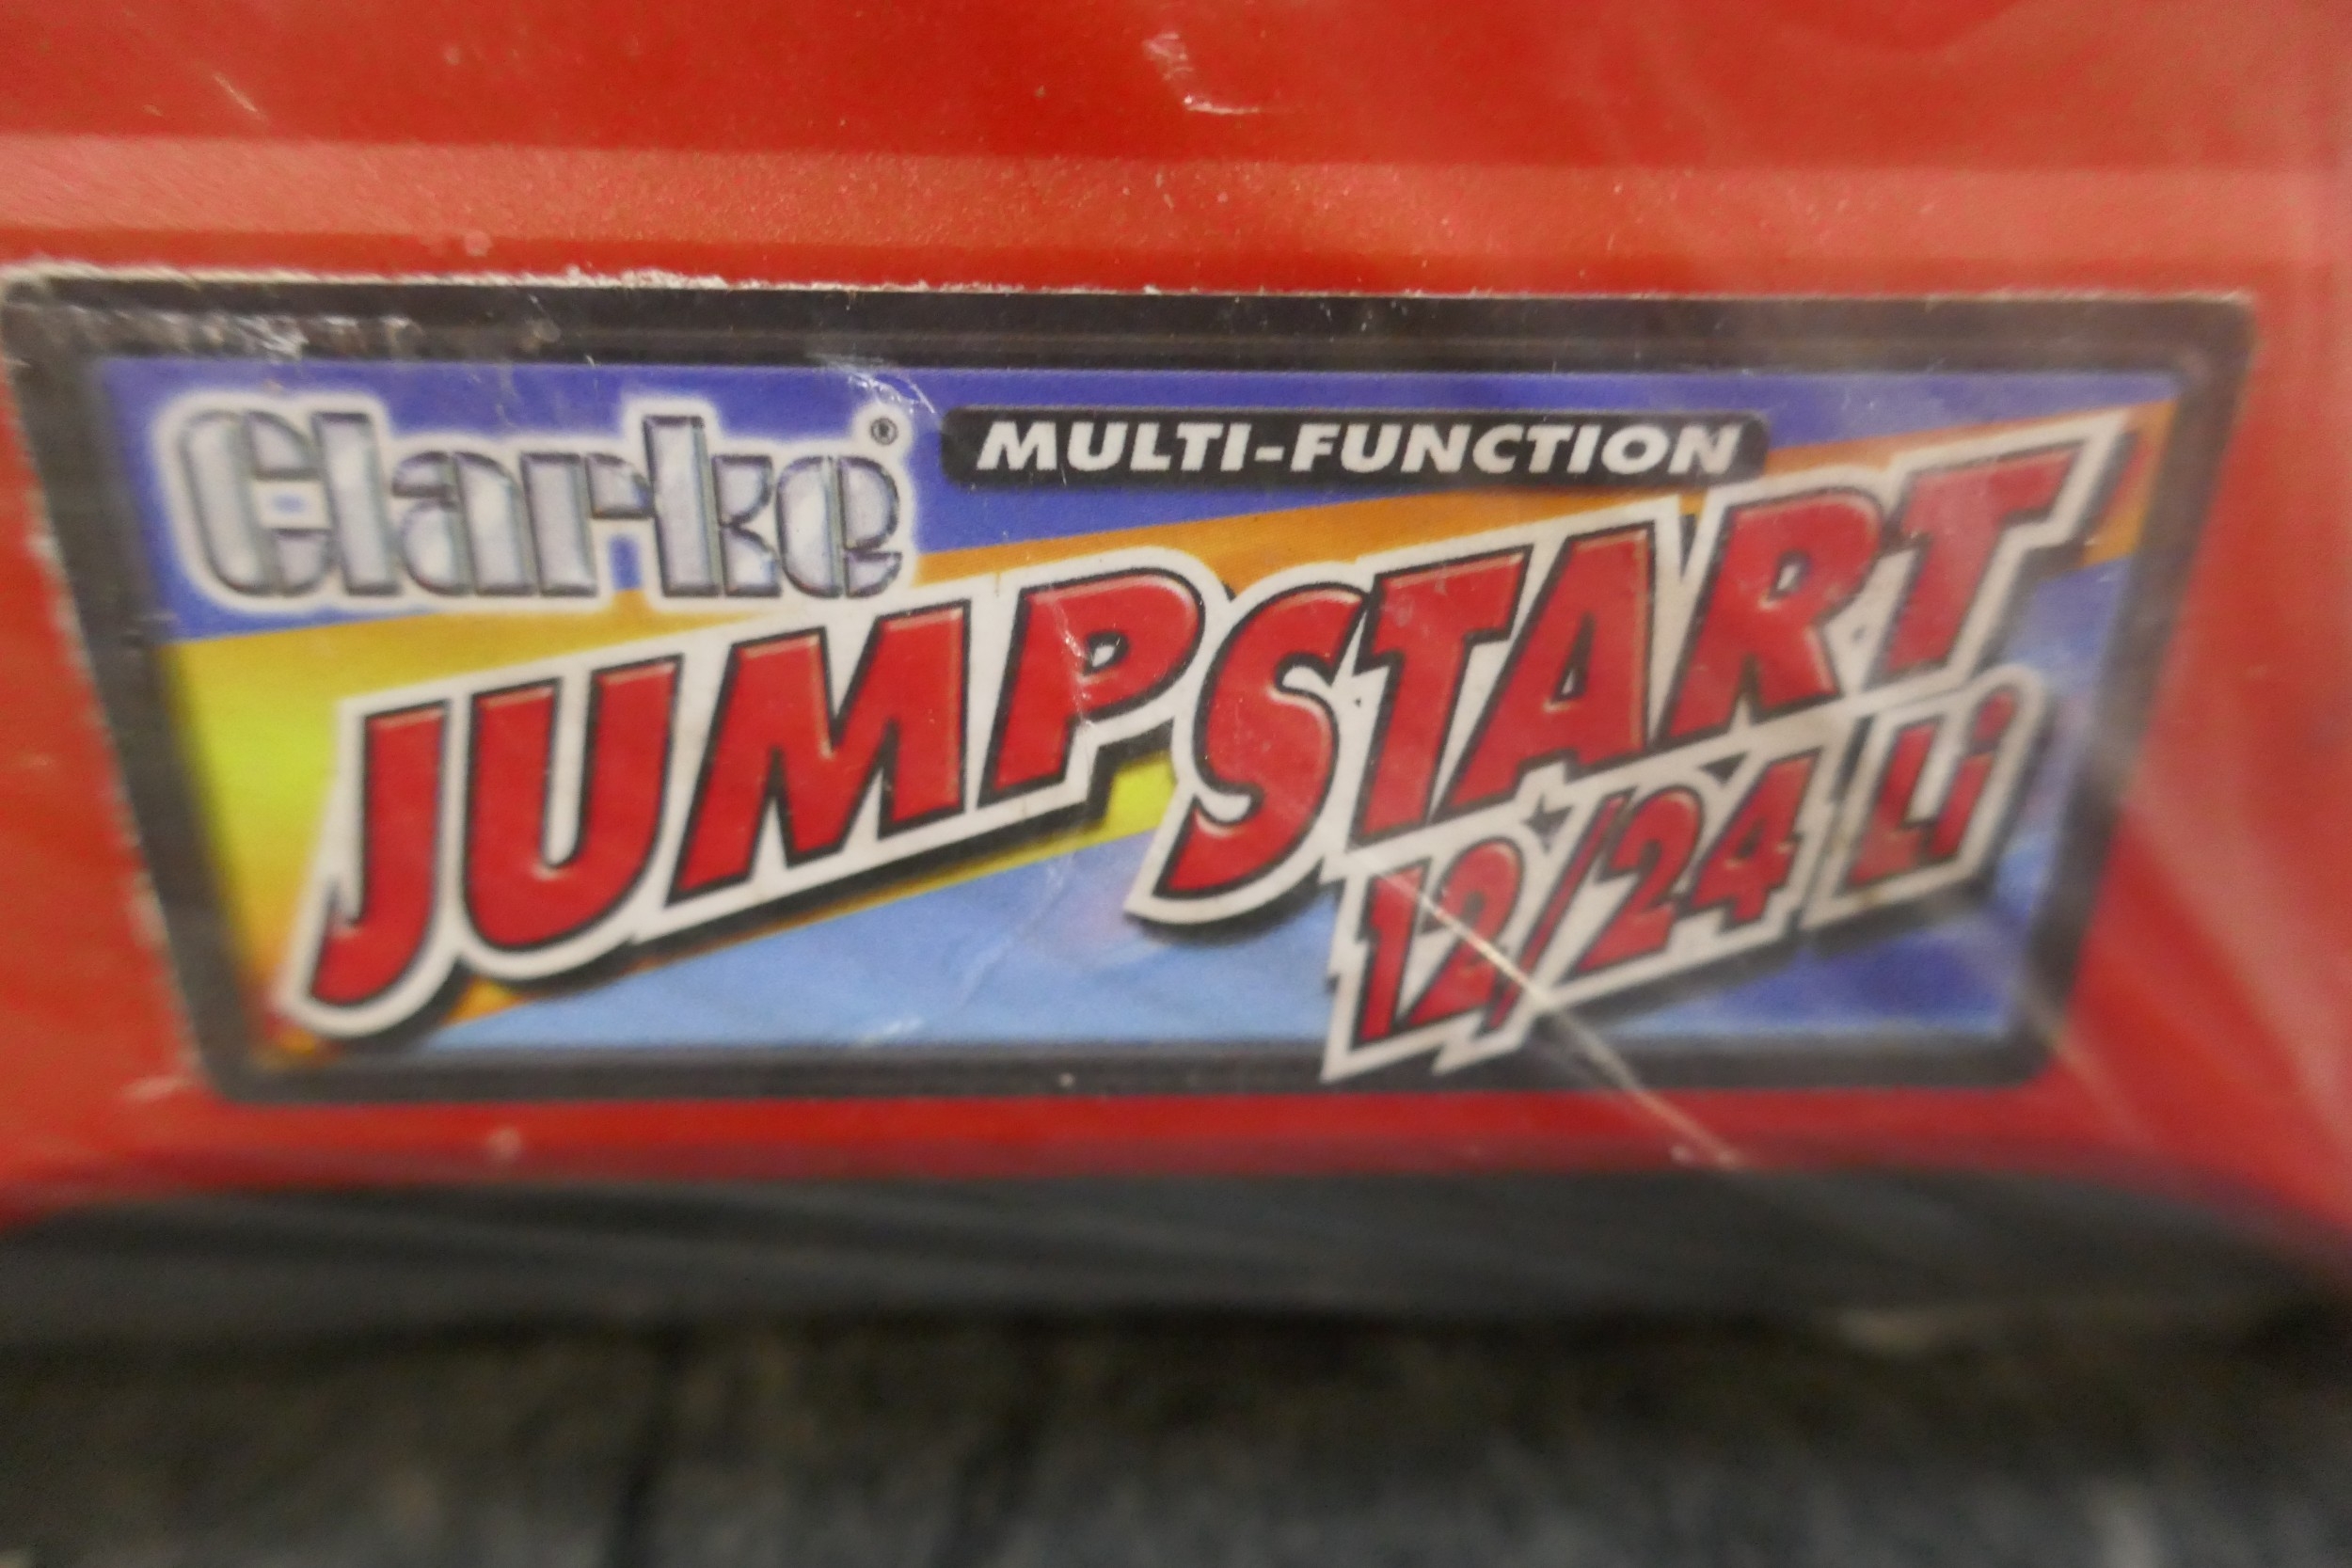 Clarke®
MULTI-FUNCTION
JUMPSTART
12/24 Li